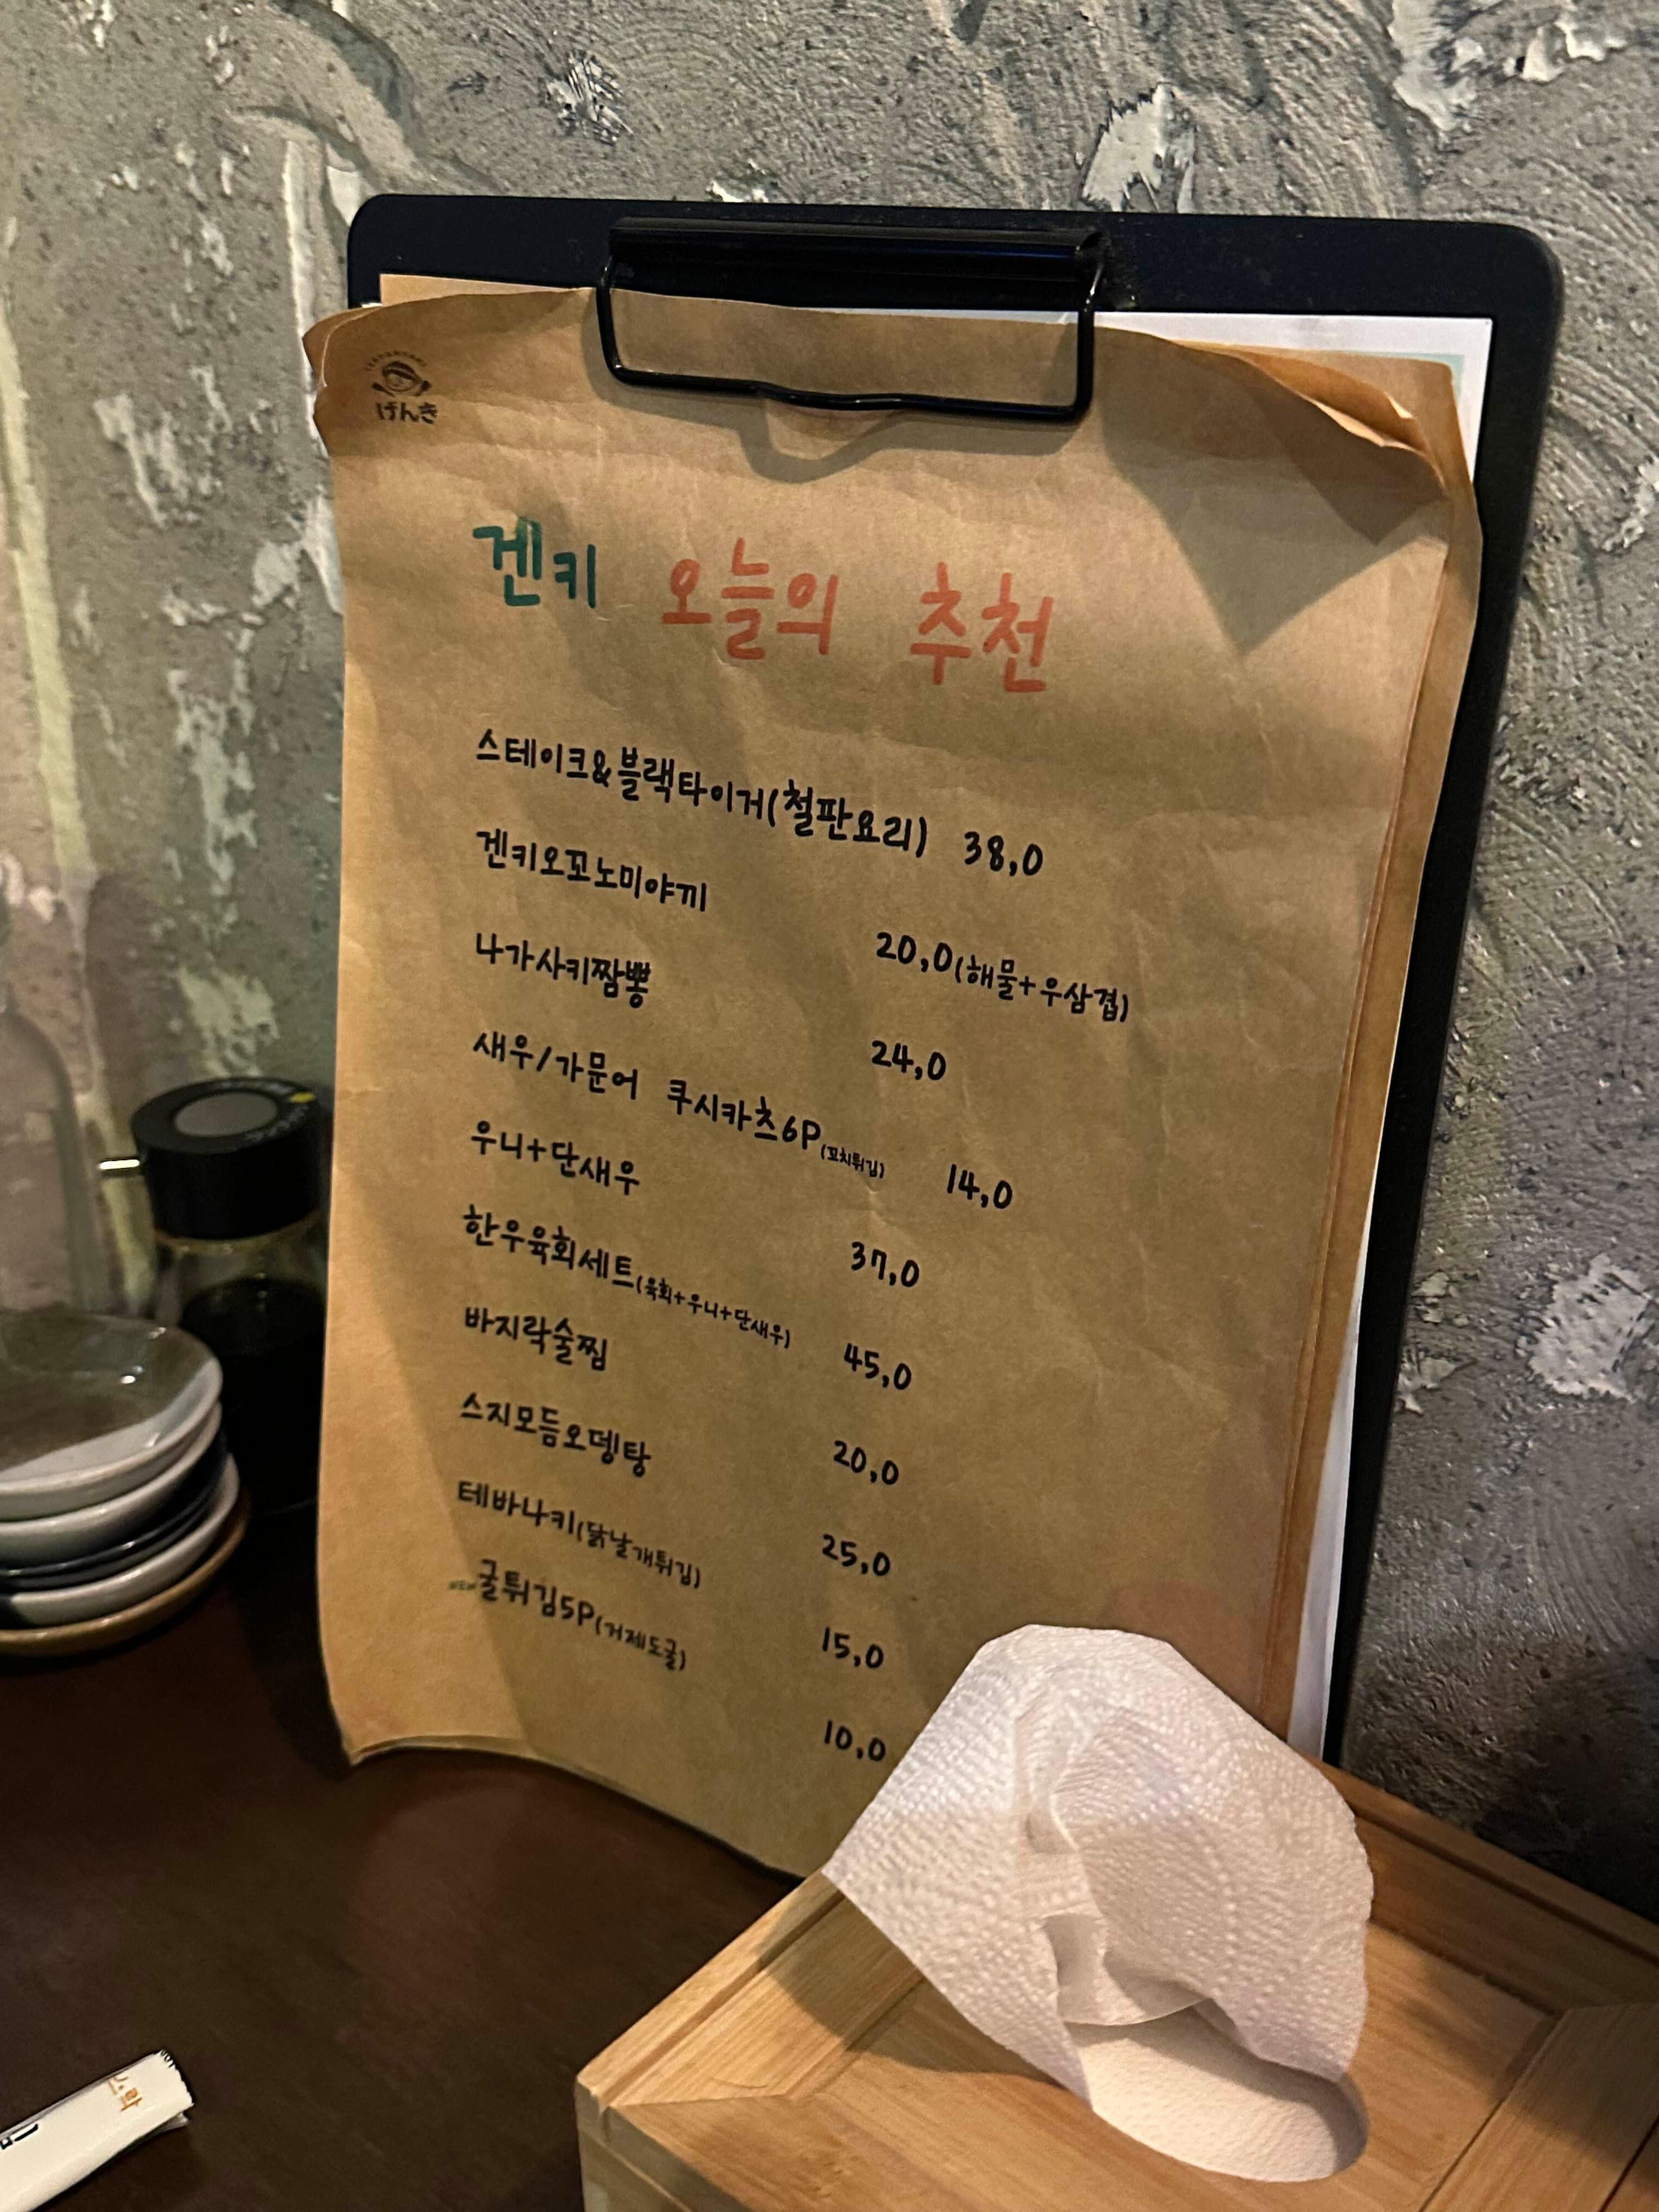 げんき
겐키 오늘의 추천
스테이크&블랙타이거(철판요리) 38,0
겐키오꼬노미야끼 20,0(해물+우삼겹)
나가사키짬뽕 24,0
새우/가문어 쿠시카츠6P(꼬치튀김) 14,0
우니+단새우 37,0
한우육회세트(육회+우니+단새우) 45,0
바지락술찜 20,0
스지모듬오뎅탕 25,0
테바나키(닭날개튀김) 15,0
NEW 굴튀김5P(거제도굴) 10,0